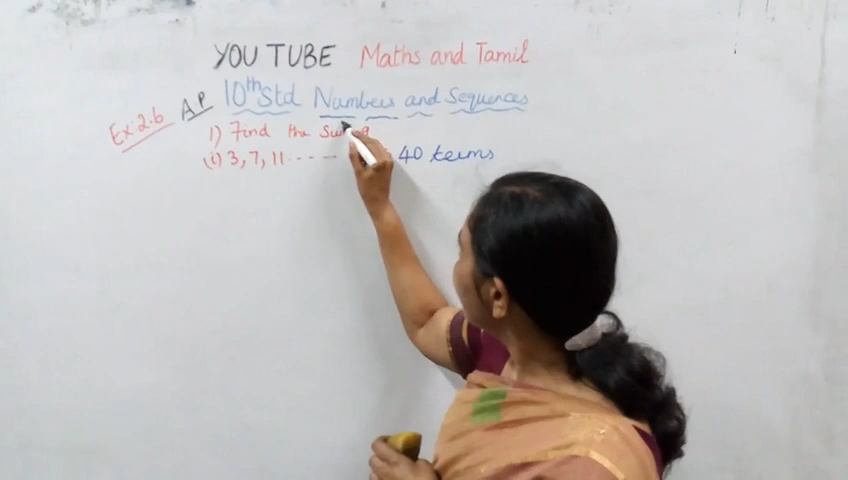 YOU TUBE Maths and Tamil
10th Std Numbers and Sequences
Ex:2.6 AP
1) Find the
(i) 3, 7, 11 - - - - 40 terms